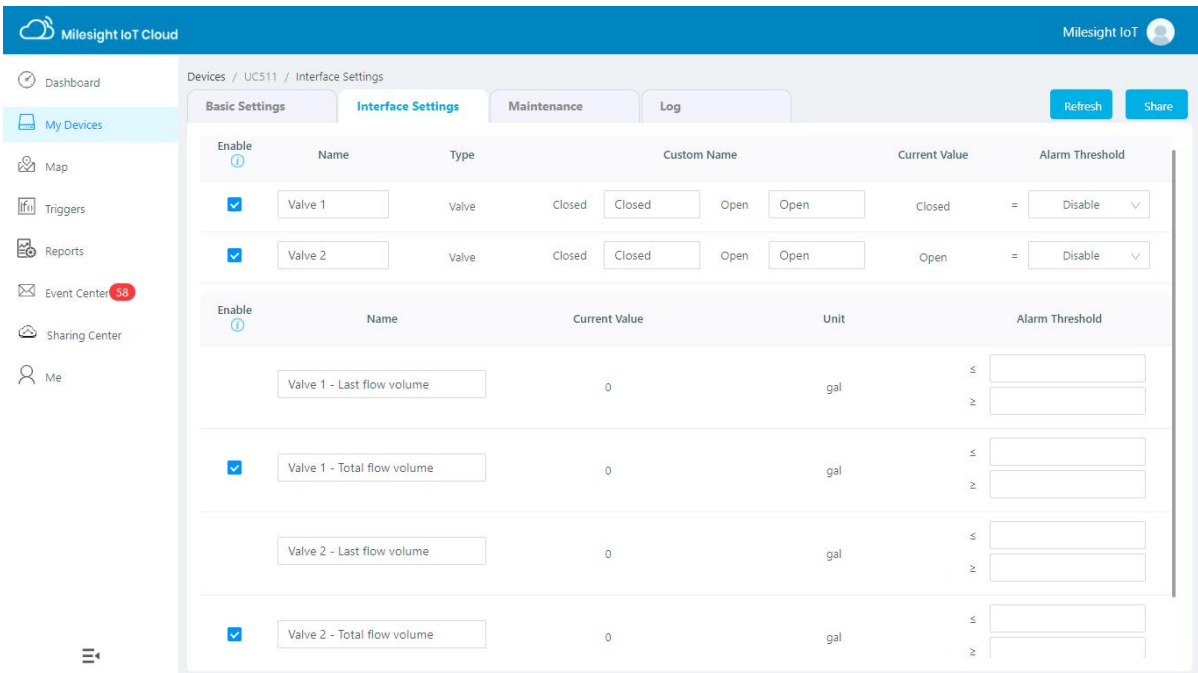 Milesight IoT Cloud
Milesight IoT
Dashboard
My Devices
Map
Triggers
Reports
Event Center 58
Sharing Center
Me
Devices / UC511 / Interface Settings
Basic Settings Interface Settings Maintenance Log
Refresh Share
Enable Name Type Custom Name Current Value Alarm Threshold
Valve 1 Valve Closed Closed Open Open Closed = Disable
Valve 2 Valve Closed Closed Open Open Open = Disable
Enable Name Current Value Unit Alarm Threshold
Valve 1 - Last flow volume 0 gal ≤
≥
Valve 1 - Total flow volume 0 gal ≤
≥
Valve 2 - Last flow volume 0 gal ≤
≥
Valve 2 - Total flow volume 0 gal ≤
≥